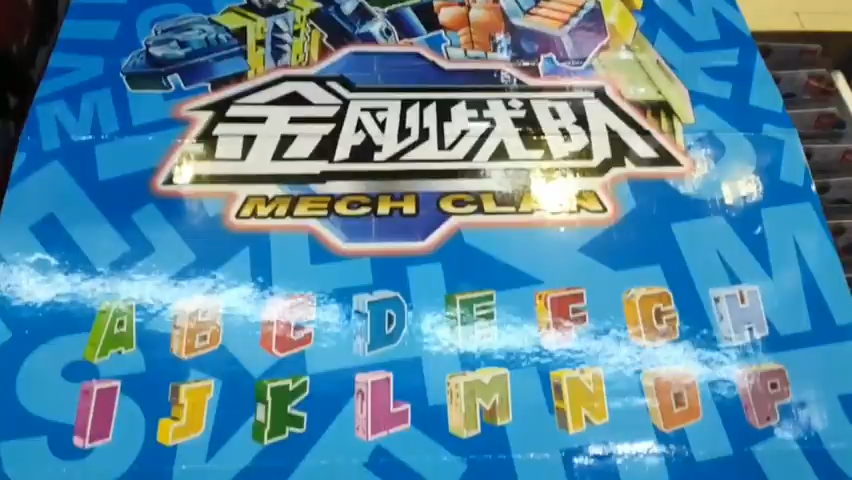 金刚战队
MECH CLAN
A B C D E F G H
I J K L M N O P